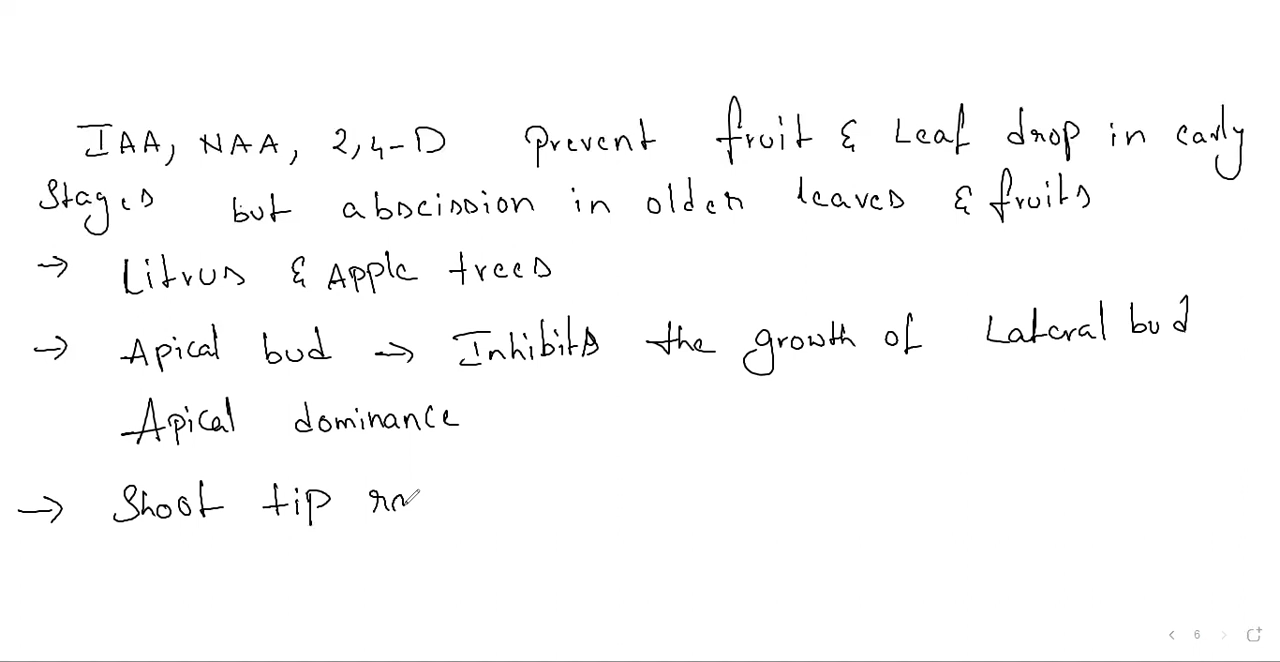 IAA, NAA, 2,4-D prevent fruit & Leaf drop in early
stages but abscission in older leaves & fruits
→ Citrus & Apple trees
→ Apical bud → Inhibits the growth of Lateral bud
Apical dominance
→ Shoot tip
6